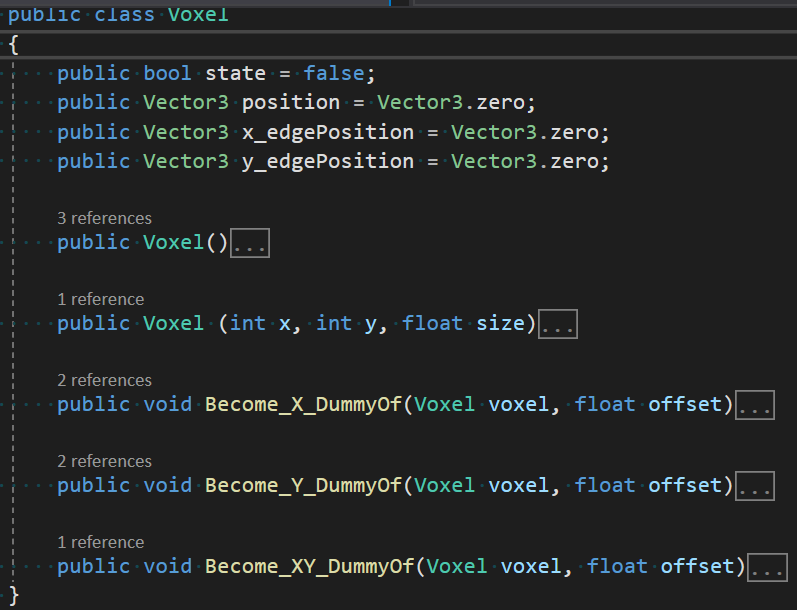 public class Voxel
{
public bool state = false;
public Vector3 position = Vector3.zero;
public Vector3 x_edgePosition = Vector3.zero;
public Vector3 y_edgePosition = Vector3.zero;
3 references
public Voxel()...
1 reference
public Voxel (int x, int y, float size)...
2 references
public void Become_X_DummyOf(Voxel voxel, float offset)...
2 references
public void Become_Y_DummyOf(Voxel voxel, float offset)...
1 reference
public void Become_XY_DummyOf(Voxel voxel, float offset)...
}